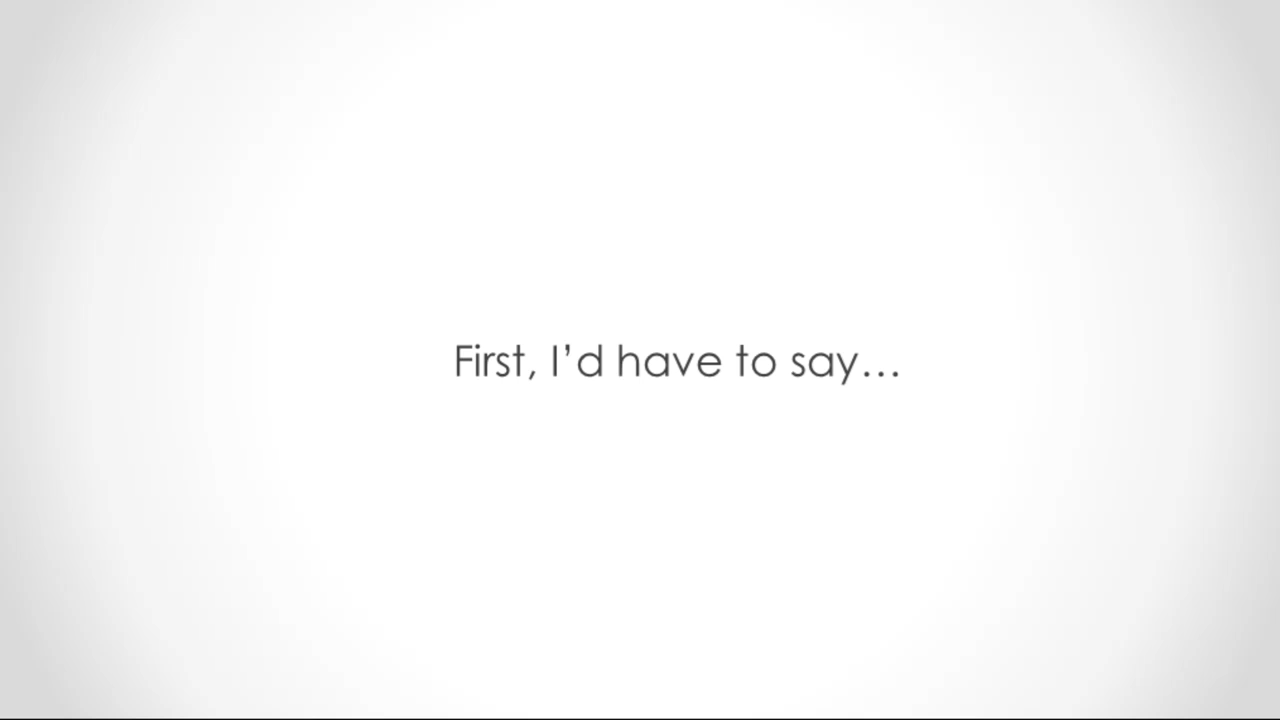 First, I’d have to say…